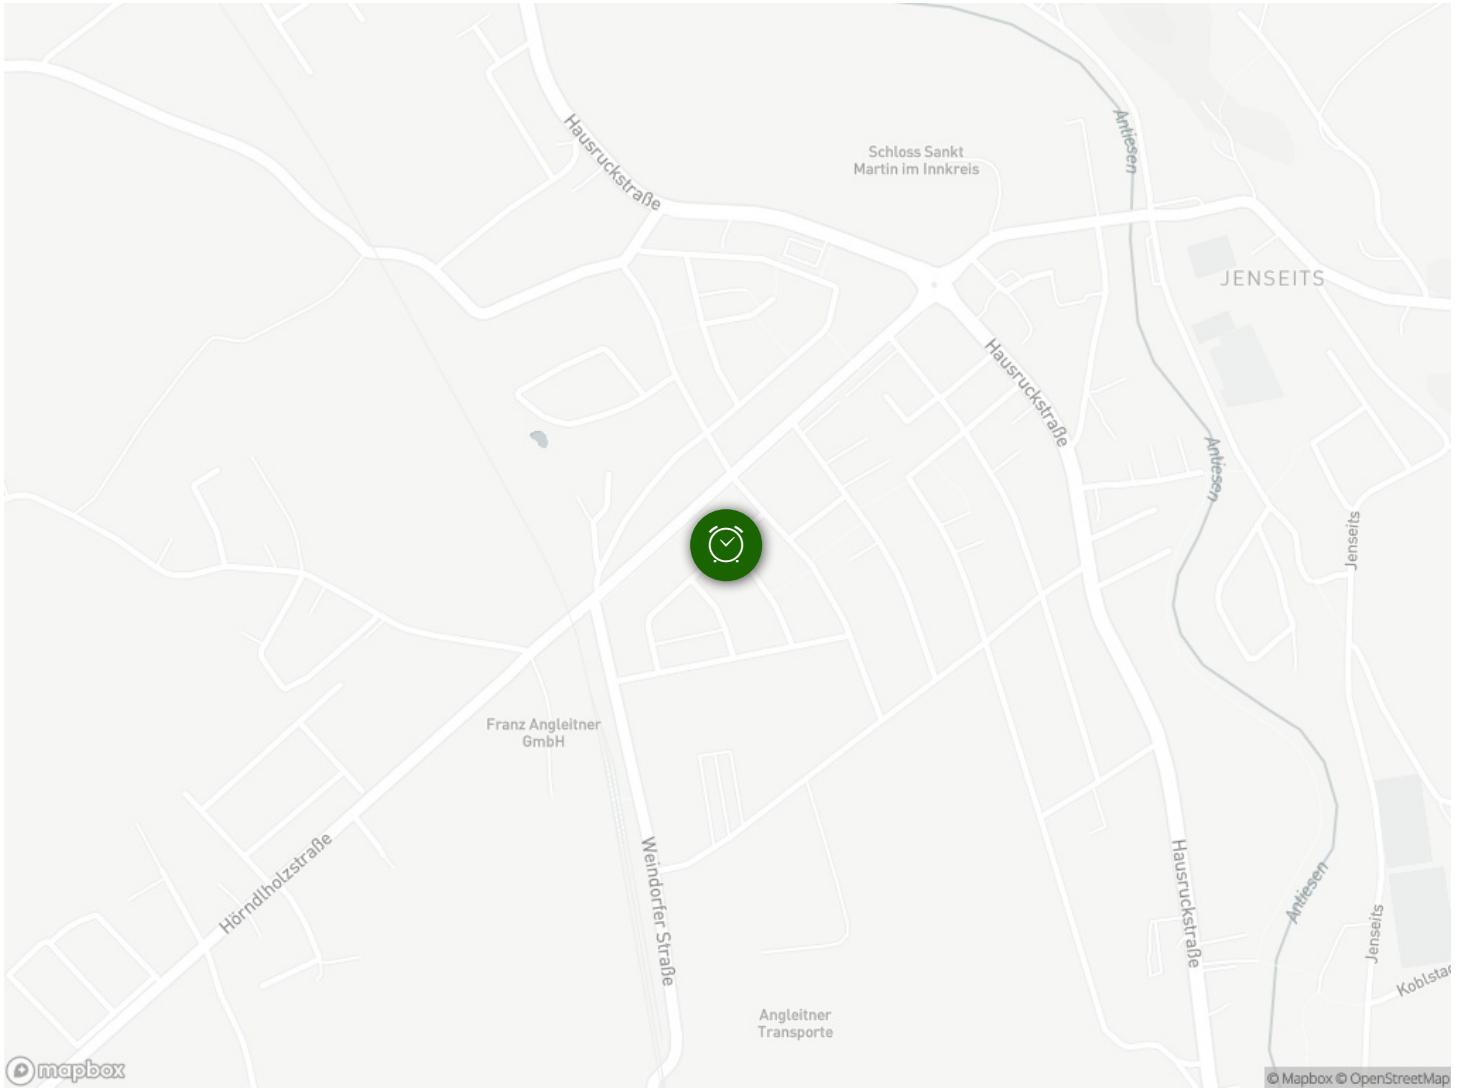 Hausruckstraße
Antiesen
Schloss Sankt
Martin im Innkreis
JENSEITS
Hausruckstraße
Antiesen
Jenseits
Franz Angleitner
GmbH
Hörndlholzstraße
Weindorfer Straße
Hausruckstraße
Antiesen
Jenseits
Angleitner
Transporte
mapbox
© Mapbox © OpenStreetMap